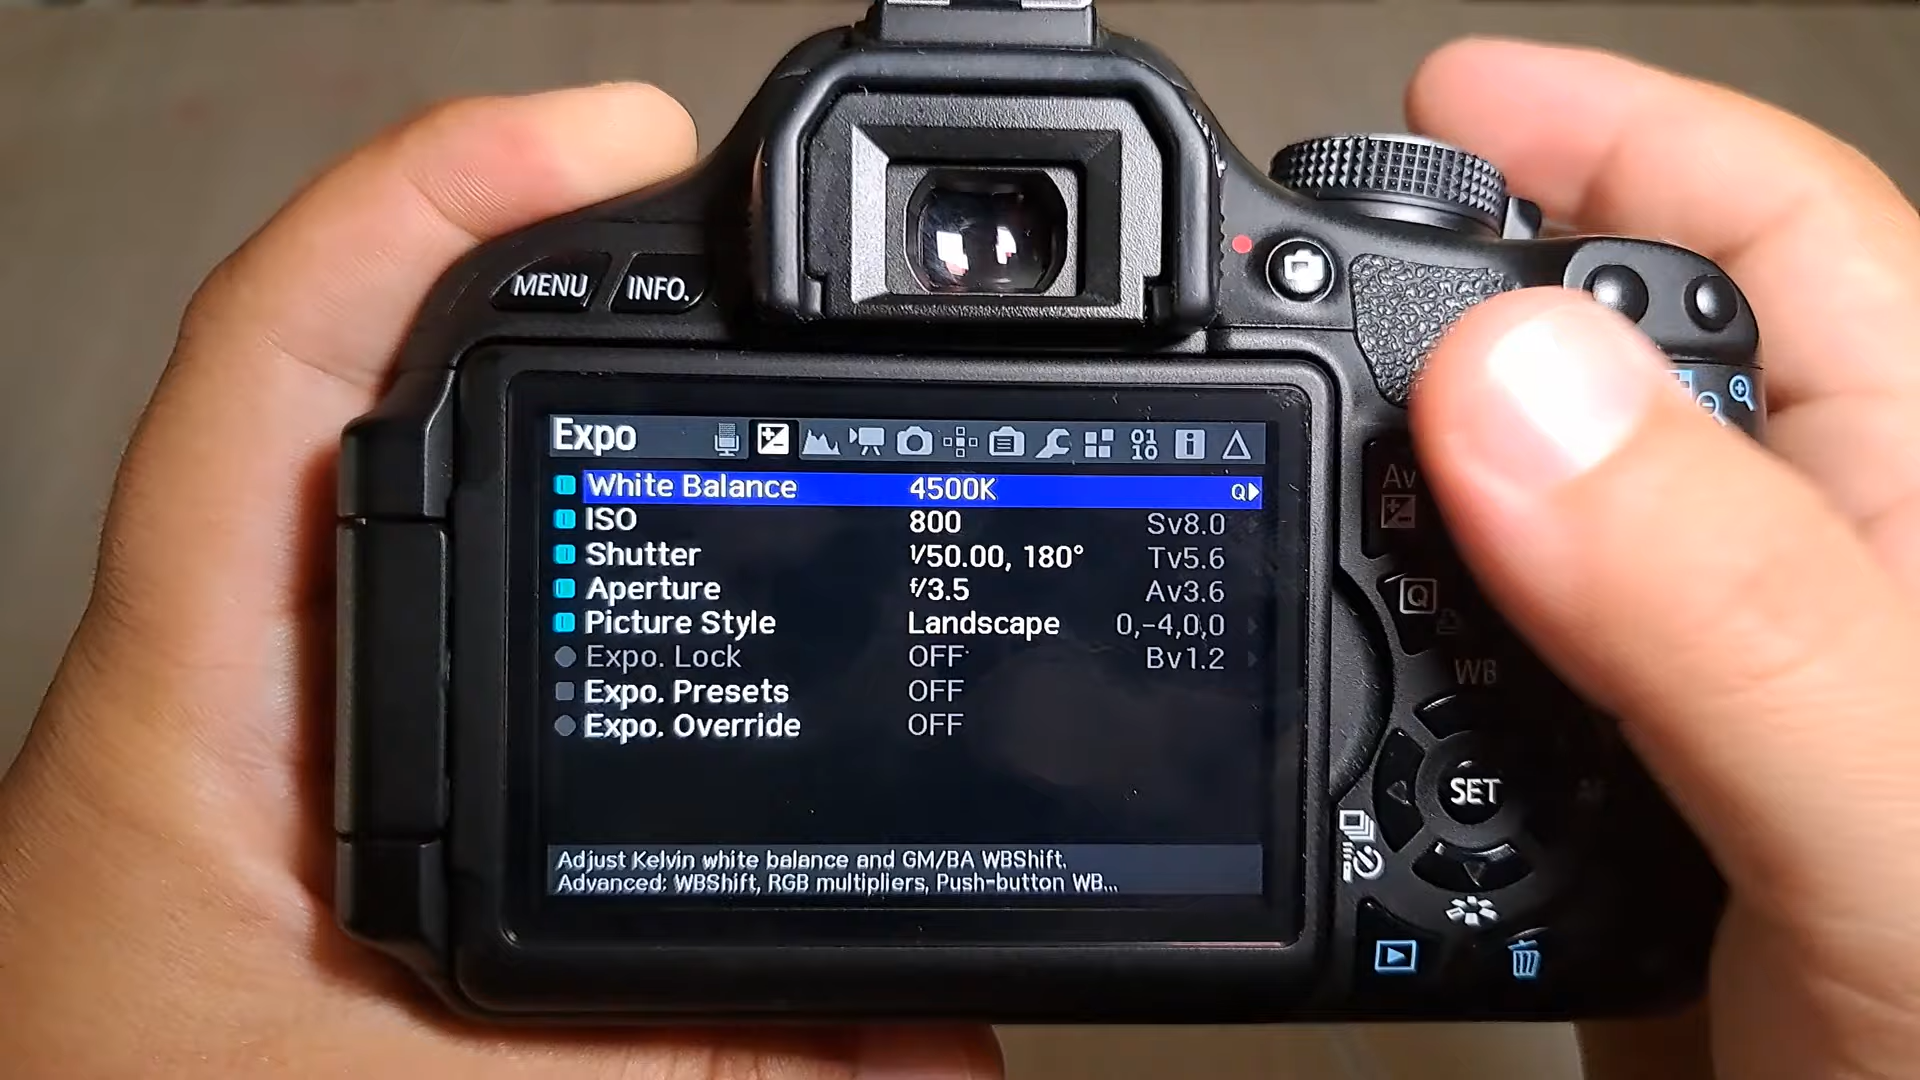 MENU INFO.
Expo
White Balance 4500K Q
ISO 800 Sv8.0
Shutter 1/50.00, 180° Tv5.6
Aperture f/3.5 Av3.6
Picture Style Landscape 0,-4,0,0
Expo. Lock OFF Bv1.2
Expo. Presets OFF
Expo. Override OFF
Adjust Kelvin white balance and GM/BA WBShift.
Advanced: WBShift, RGB multipliers, Push-button WB...
Av
Q
WB
SET
AF